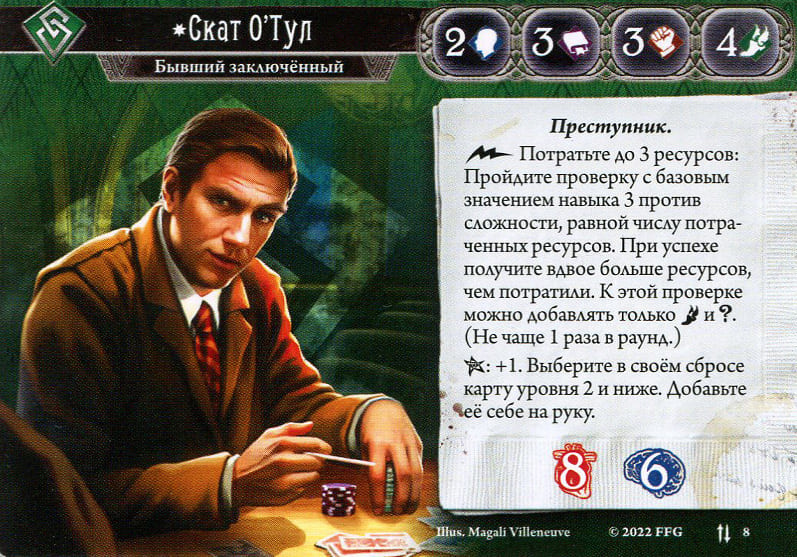 *Скат О'Тул
Бывший заключённый
2 3 3 4
Преступник.
Потратьте до 3 ресурсов:
Пройдите проверку с базовым
значением навыка 3 против
сложности, равной числу потра-
ченных ресурсов. При успехе
получите вдвое больше ресурсов,
чем потратили. К этой проверке
можно добавлять только и ?.
(Не чаще 1 раза в раунд.)
: +1. Выберите в своём сбросе
карту уровня 2 и ниже. Добавьте
её себе на руку.
8 6
Illus. Magali Villeneuve © 2022 FFG 8